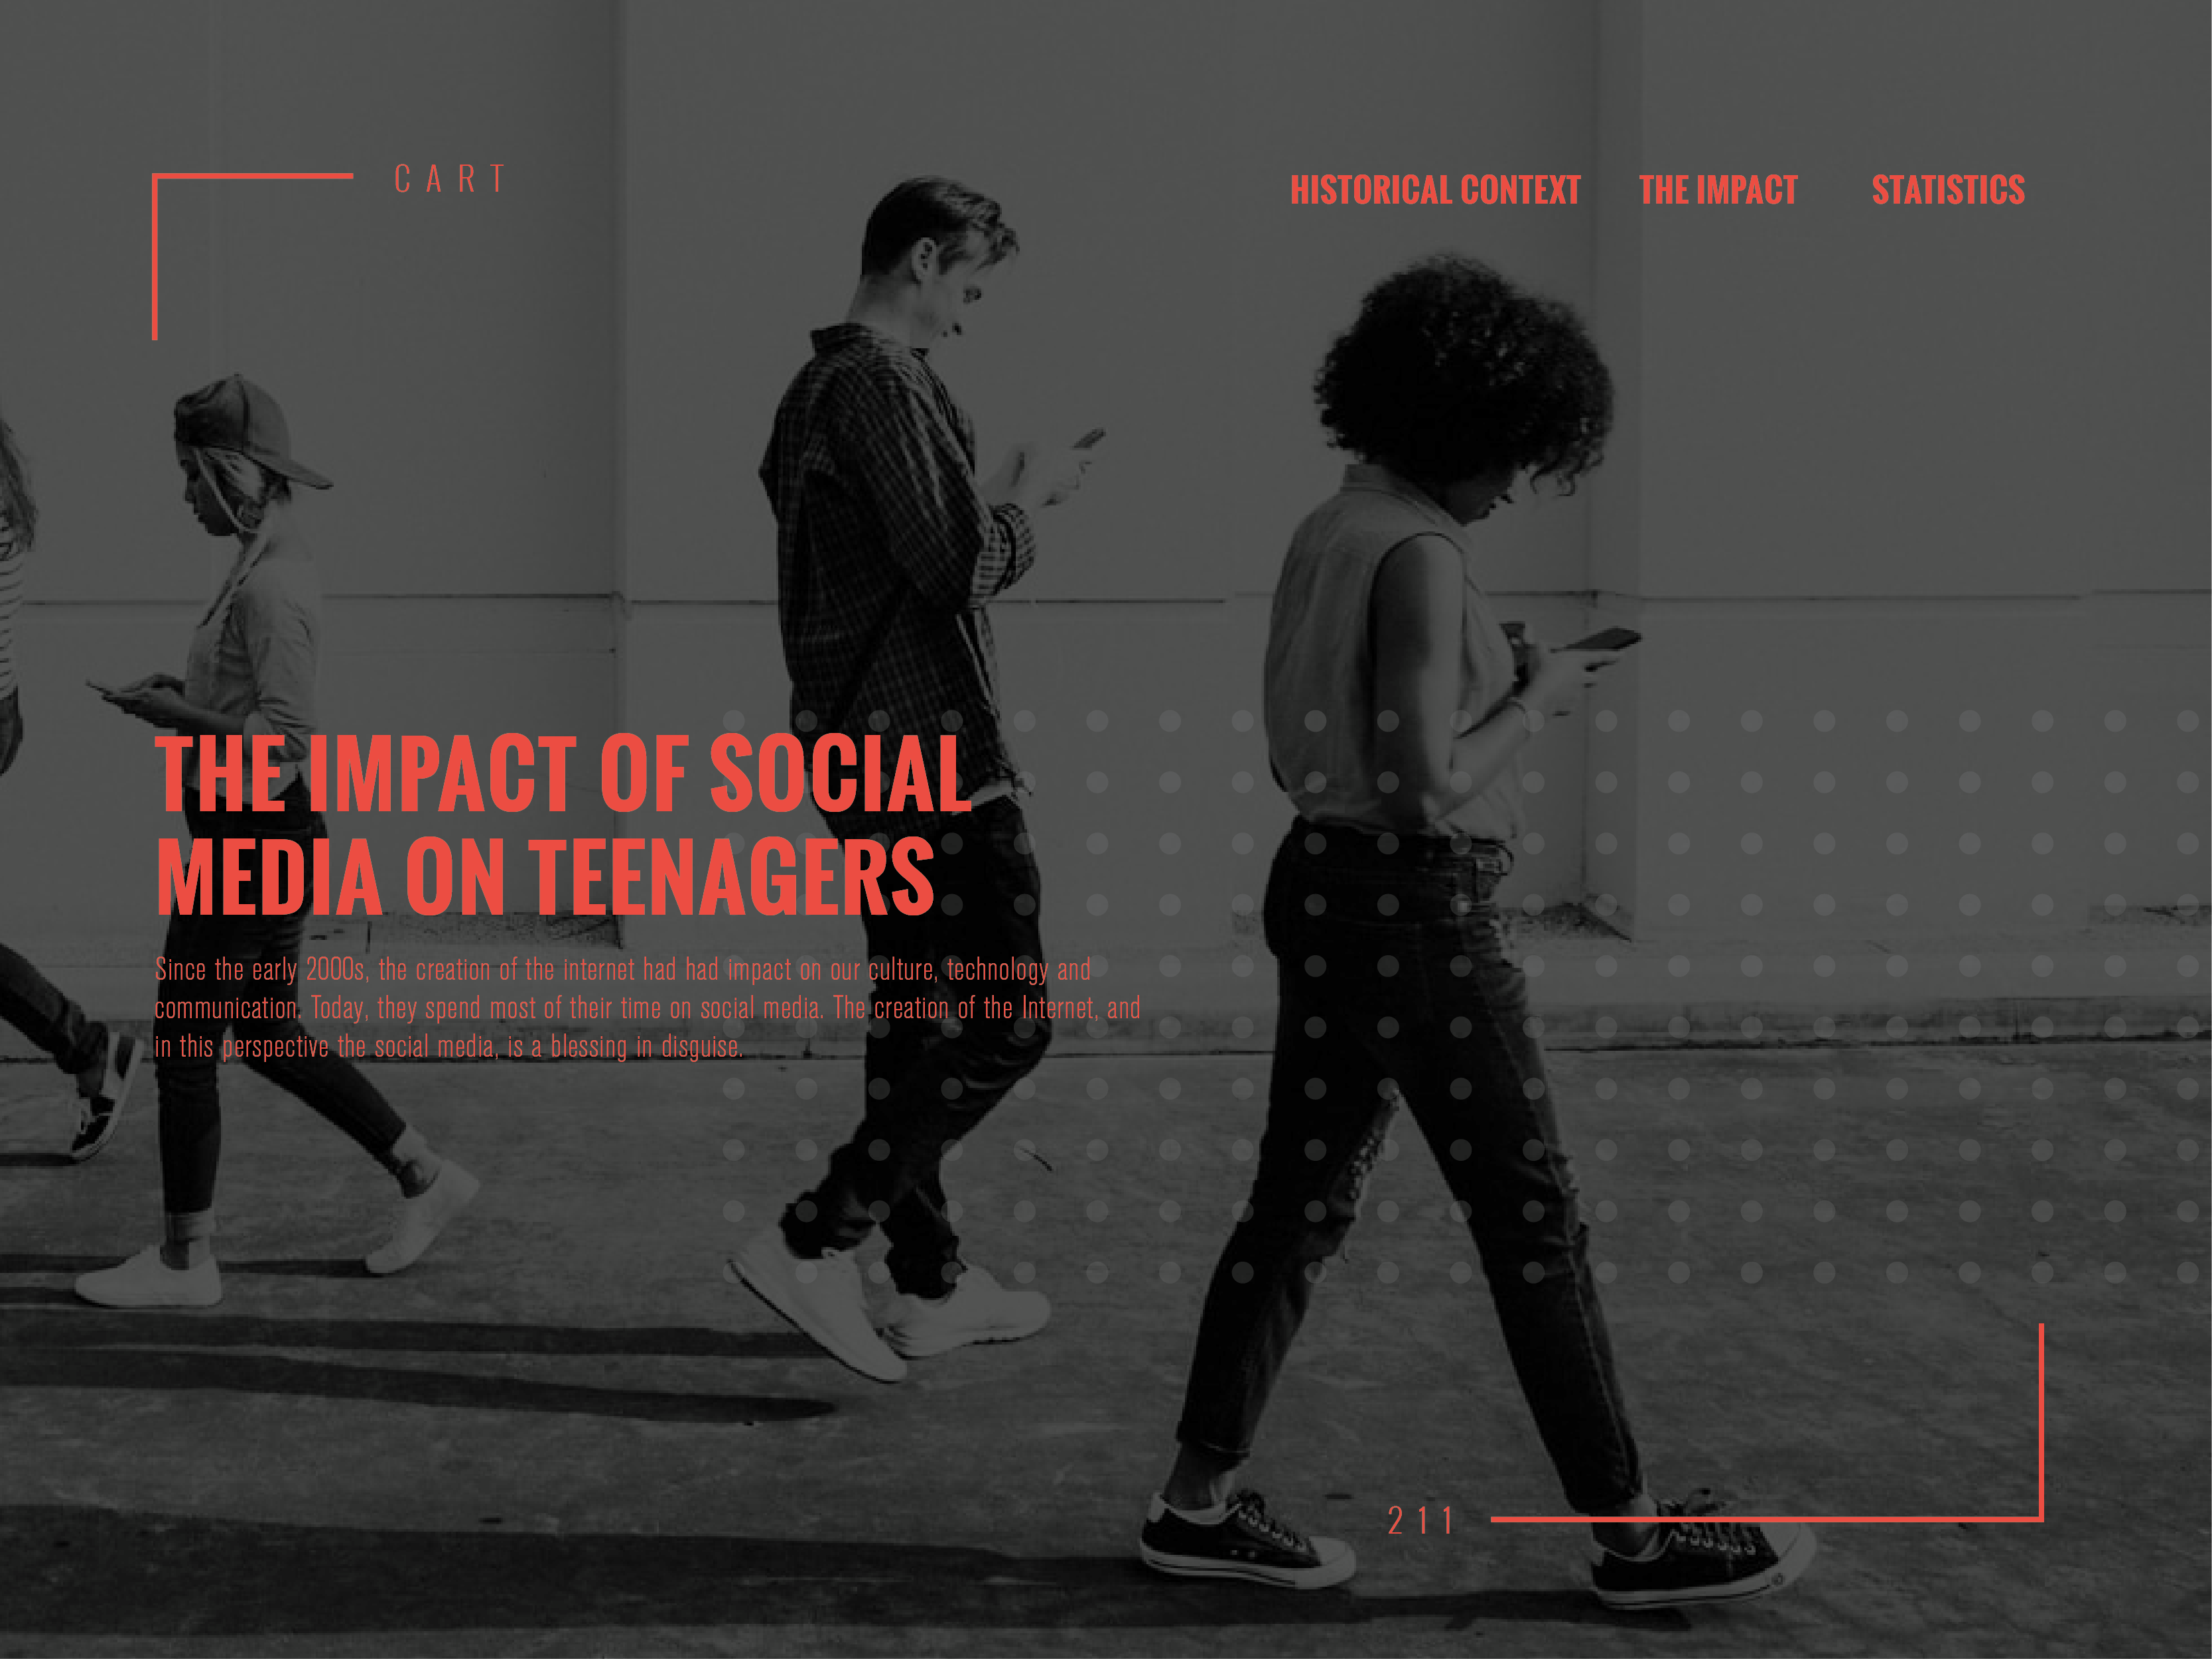 CART
HISTORICAL CONTEXT THE IMPACT STATISTICS
THE IMPACT OF SOCIAL
MEDIA ON TEENAGERS
Since the early 2000s, the creation of the internet had had impact on our culture, technology and
communication. Today, they spend most of their time on social media. The creation of the Internet, and
in this perspective the social media, is a blessing in disguise.
211